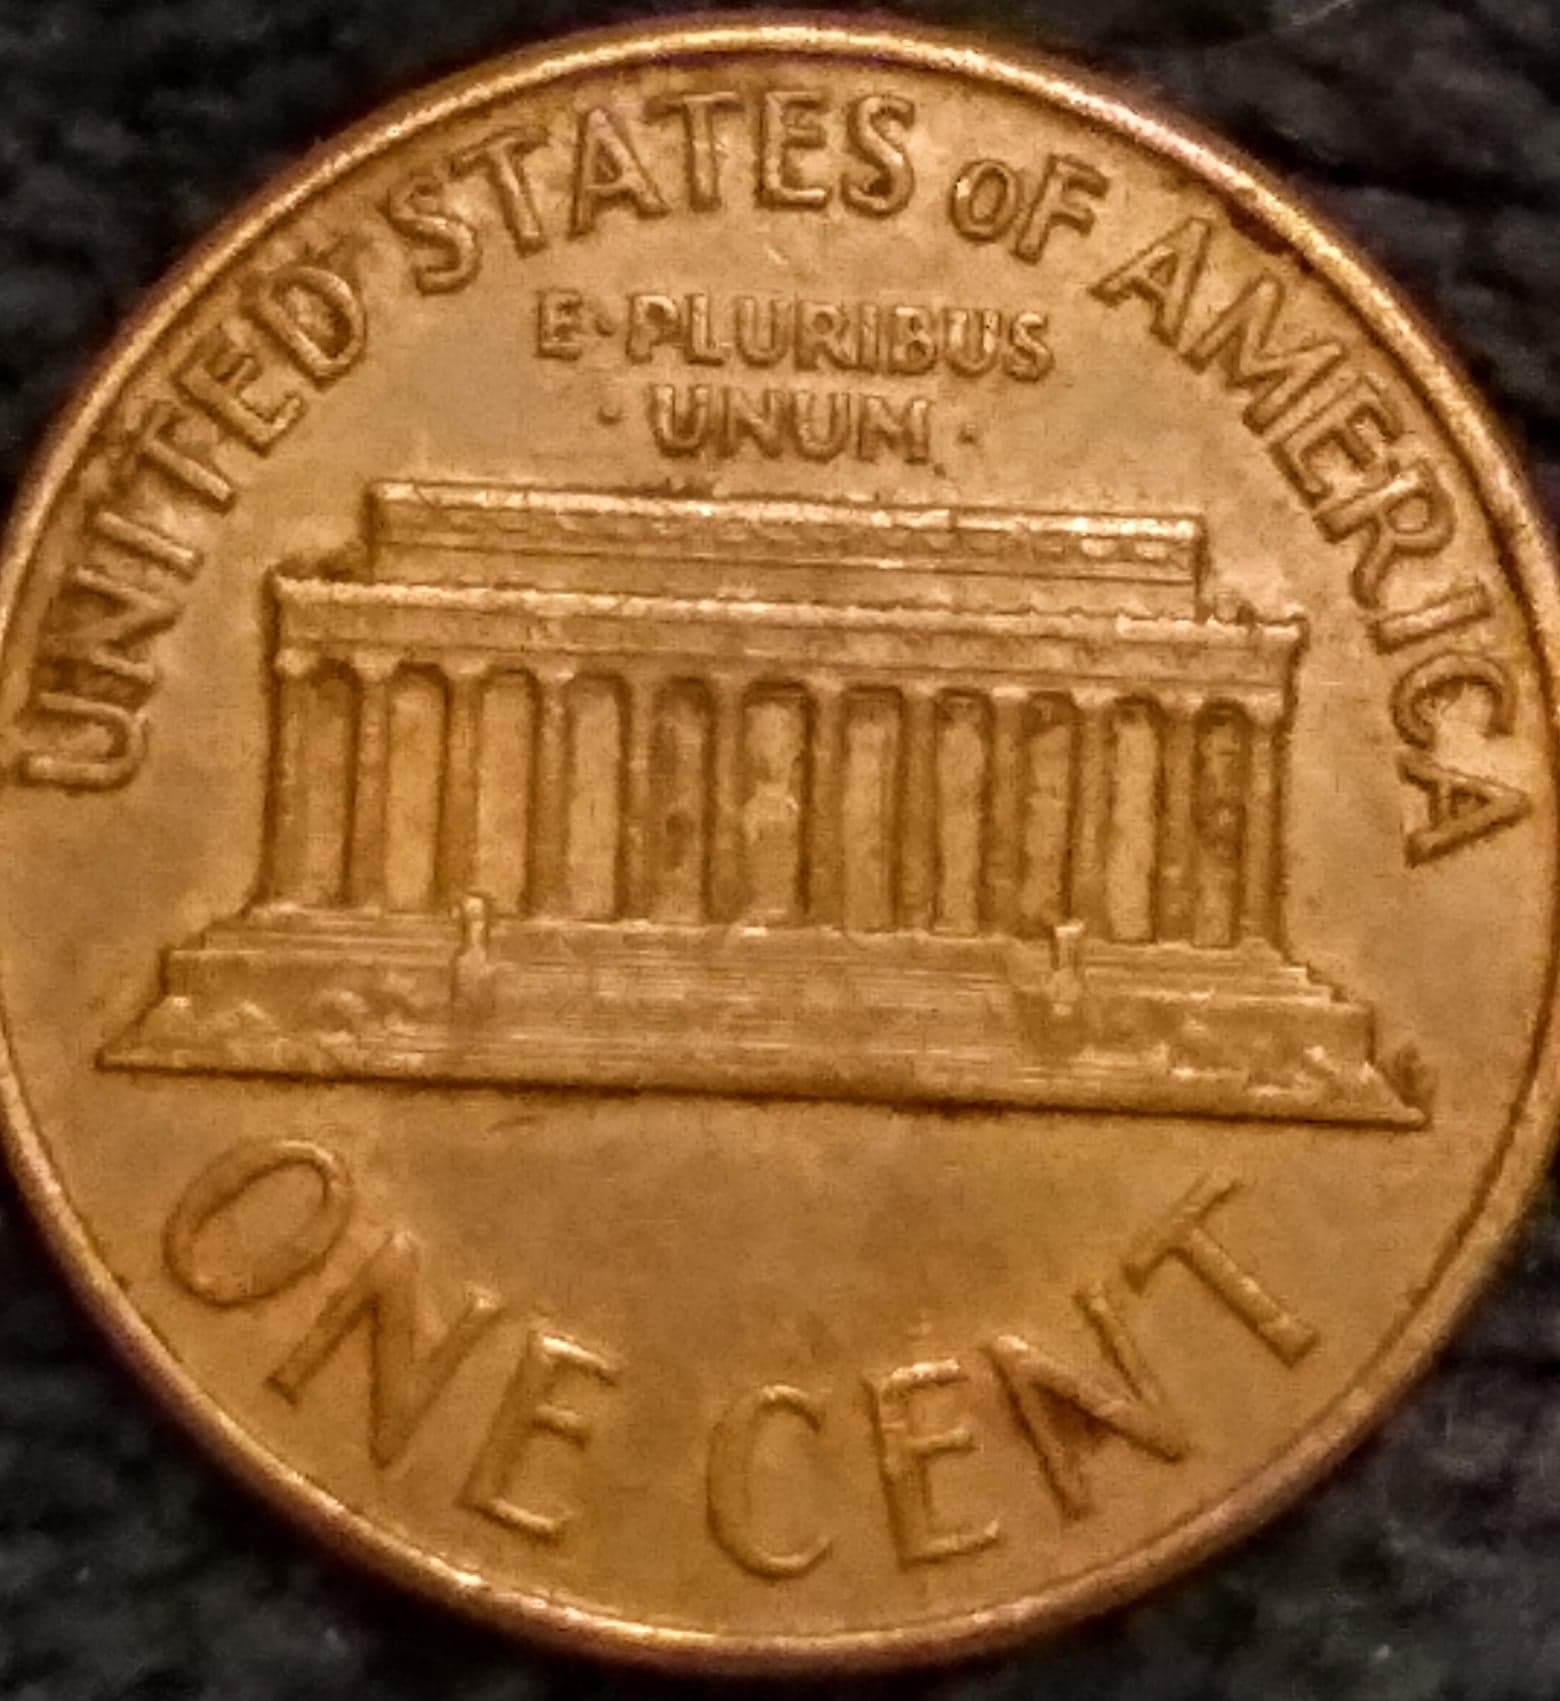 UNITED STATES OF AMERICA
E·PLURIBUS
· UNUM ·
ONE CENT